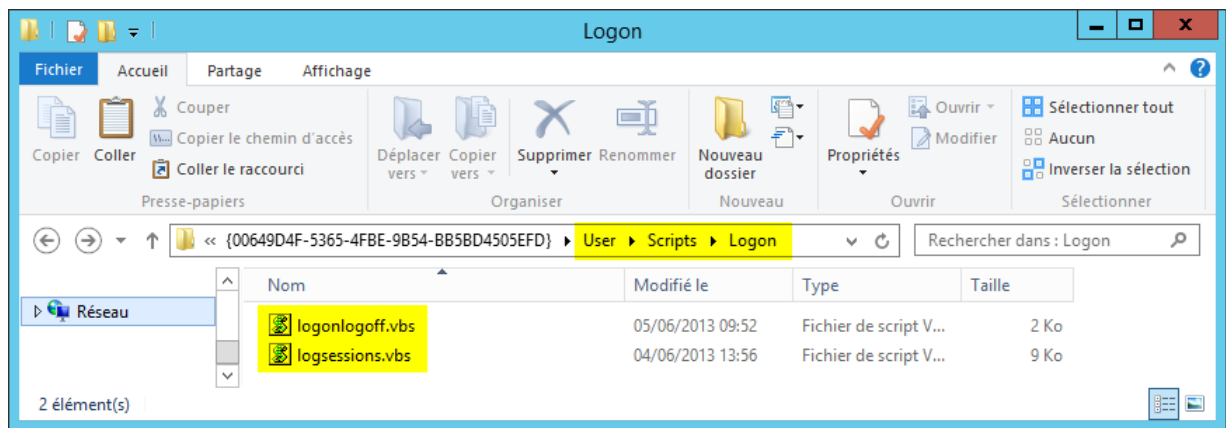 Logon
Fichier Accueil Partage Affichage
Copier
Coller
Couper
Copier le chemin d'accès
Coller le raccourci
Presse-papiers
Déplacer vers
Copier vers
Supprimer
Renommer
Organiser
Nouveau dossier
Nouveau
Propriétés
Ouvrir
Modifier
Ouvrir
Sélectionner tout
Aucun
Inverser la sélection
Sélectionner
« {00649D4F-5365-4FBE-9B54-BB5BD4505EFD} User Scripts Logon
Rechercher dans : Logon
Réseau
Nom Modifié le Type Taille
logonlogoff.vbs 05/06/2013 09:52 Fichier de script V... 2 Ko
logsessions.vbs 04/06/2013 13:56 Fichier de script V... 9 Ko
2 élément(s)